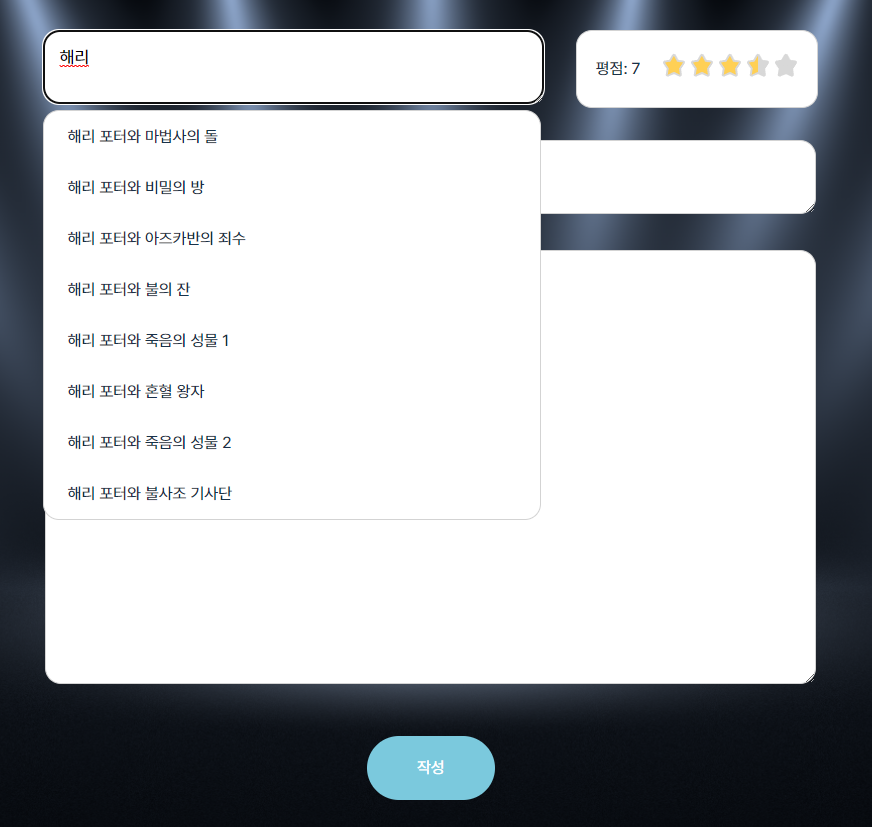 해리
평점: 7
해리 포터와 마법사의 돌
해리 포터와 비밀의 방
해리 포터와 아즈카반의 죄수
해리 포터와 불의 잔
해리 포터와 죽음의 성물 1
해리 포터와 혼혈 왕자
해리 포터와 죽음의 성물 2
해리 포터와 불사조 기사단
작성